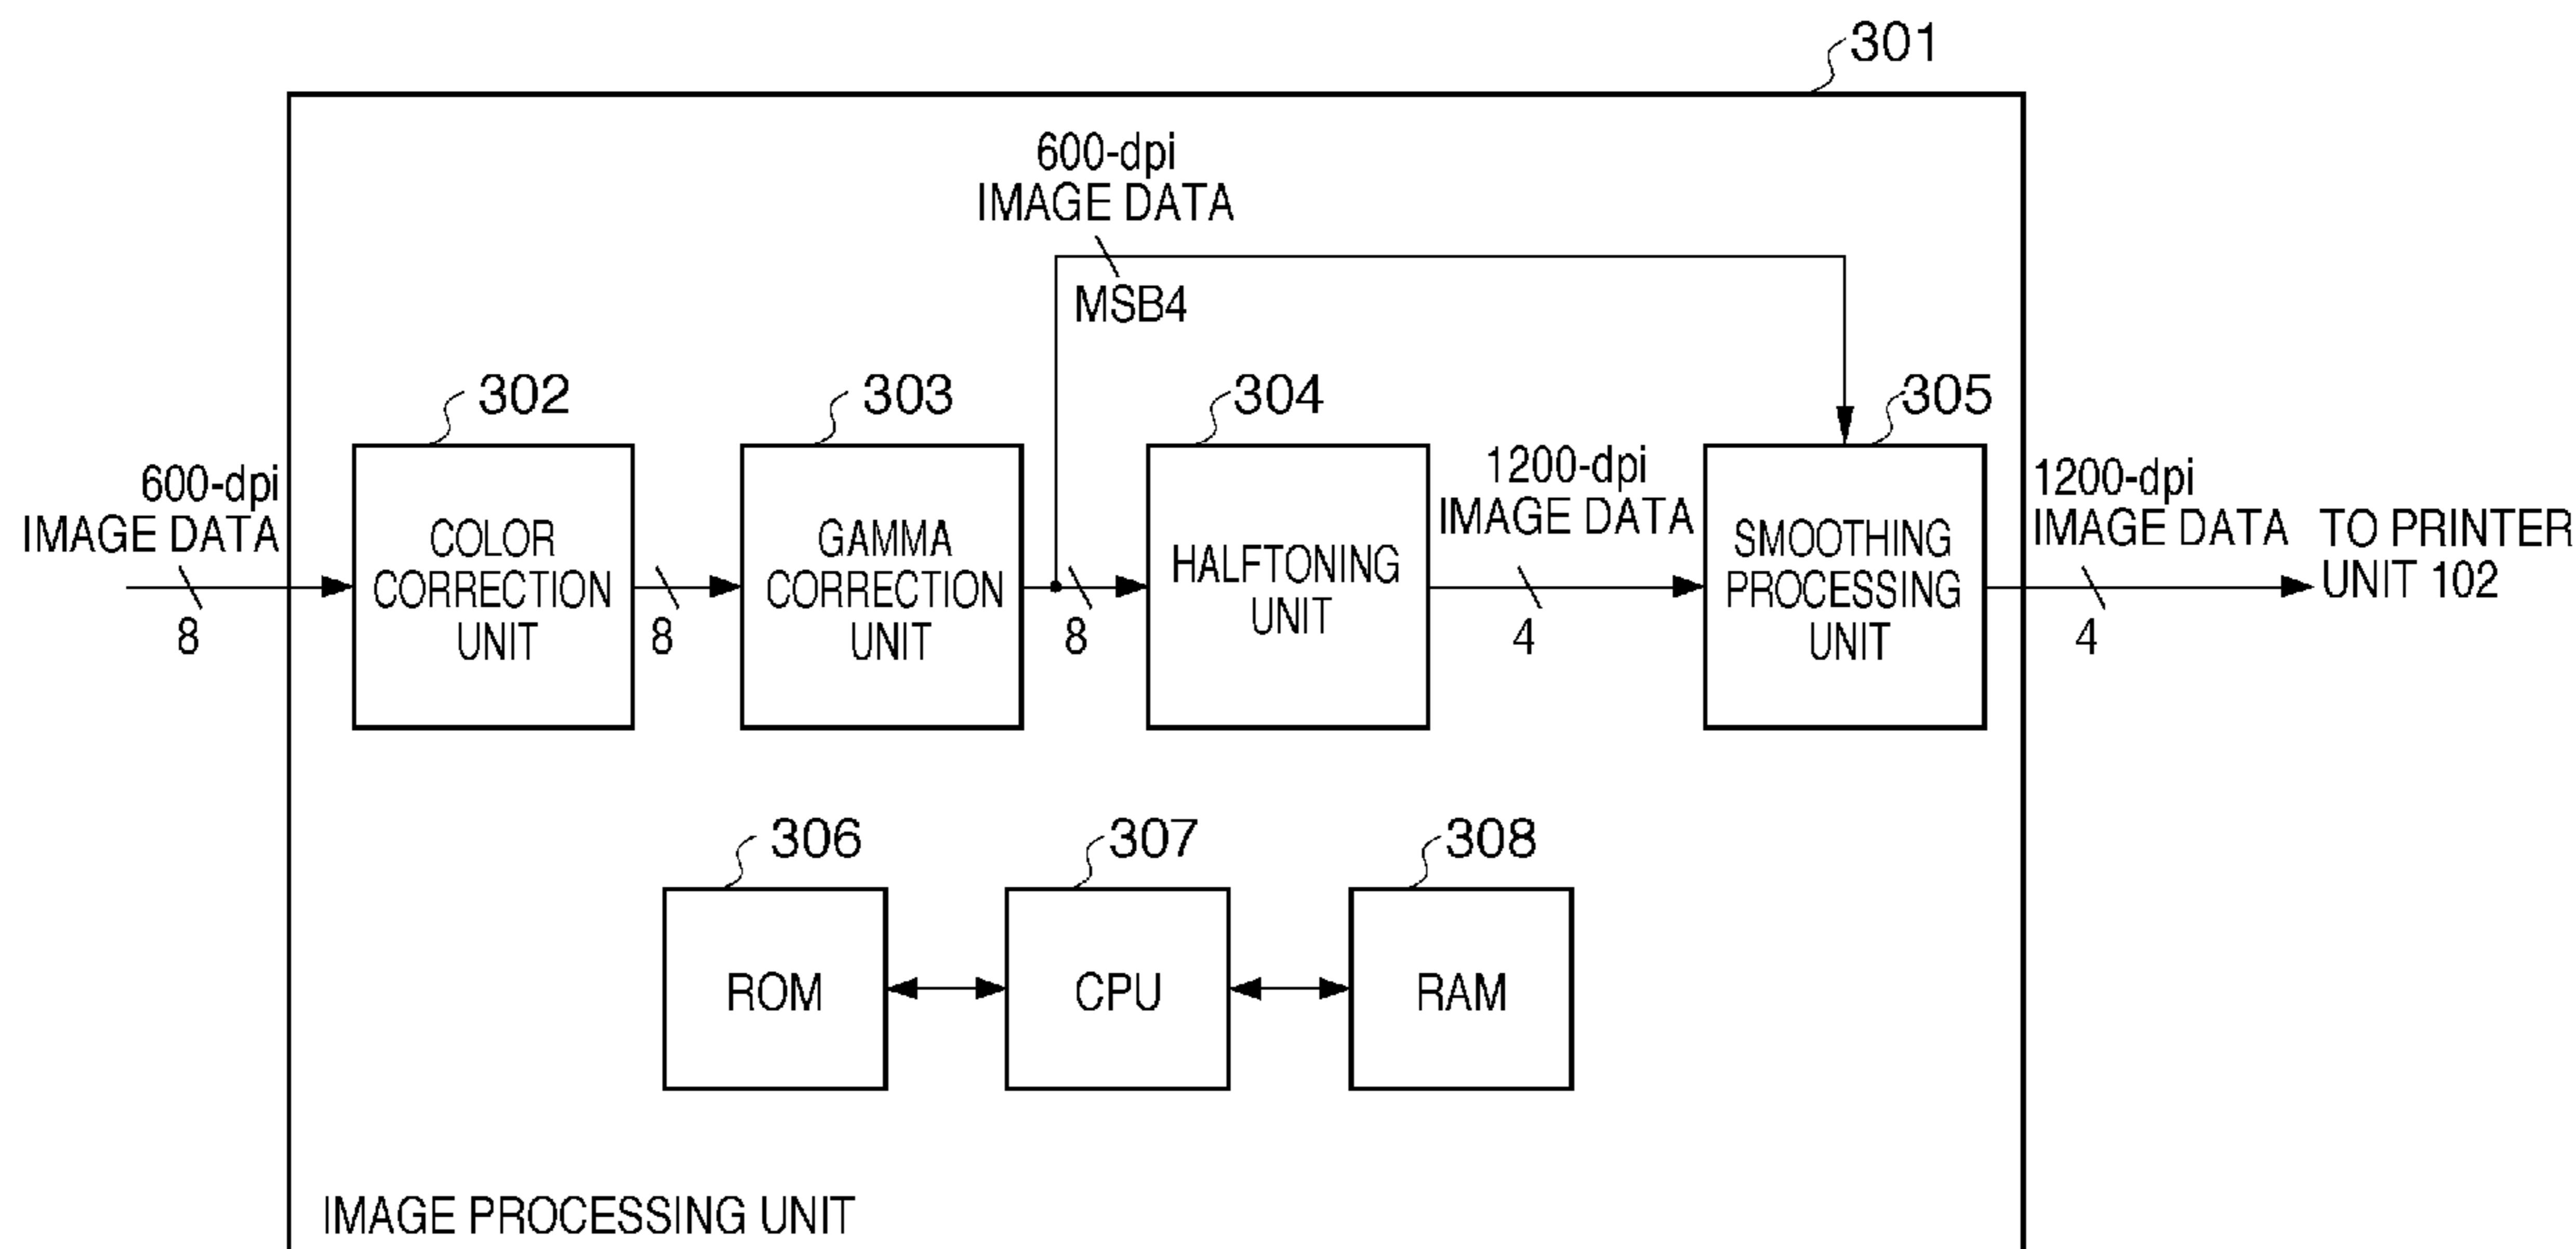 301
600-dpi
IMAGE DATA
MSB4
302
303
304
305
600-dpi
IMAGE DATA
8
COLOR
CORRECTION
UNIT
8
GAMMA
CORRECTION
UNIT
8
HALFTONING
UNIT
1200-dpi
IMAGE DATA
4
SMOOTHING
PROCESSING
UNIT
1200-dpi
IMAGE DATA
4
TO PRINTER
UNIT 102
306
307
308
ROM
CPU
RAM
IMAGE PROCESSING UNIT